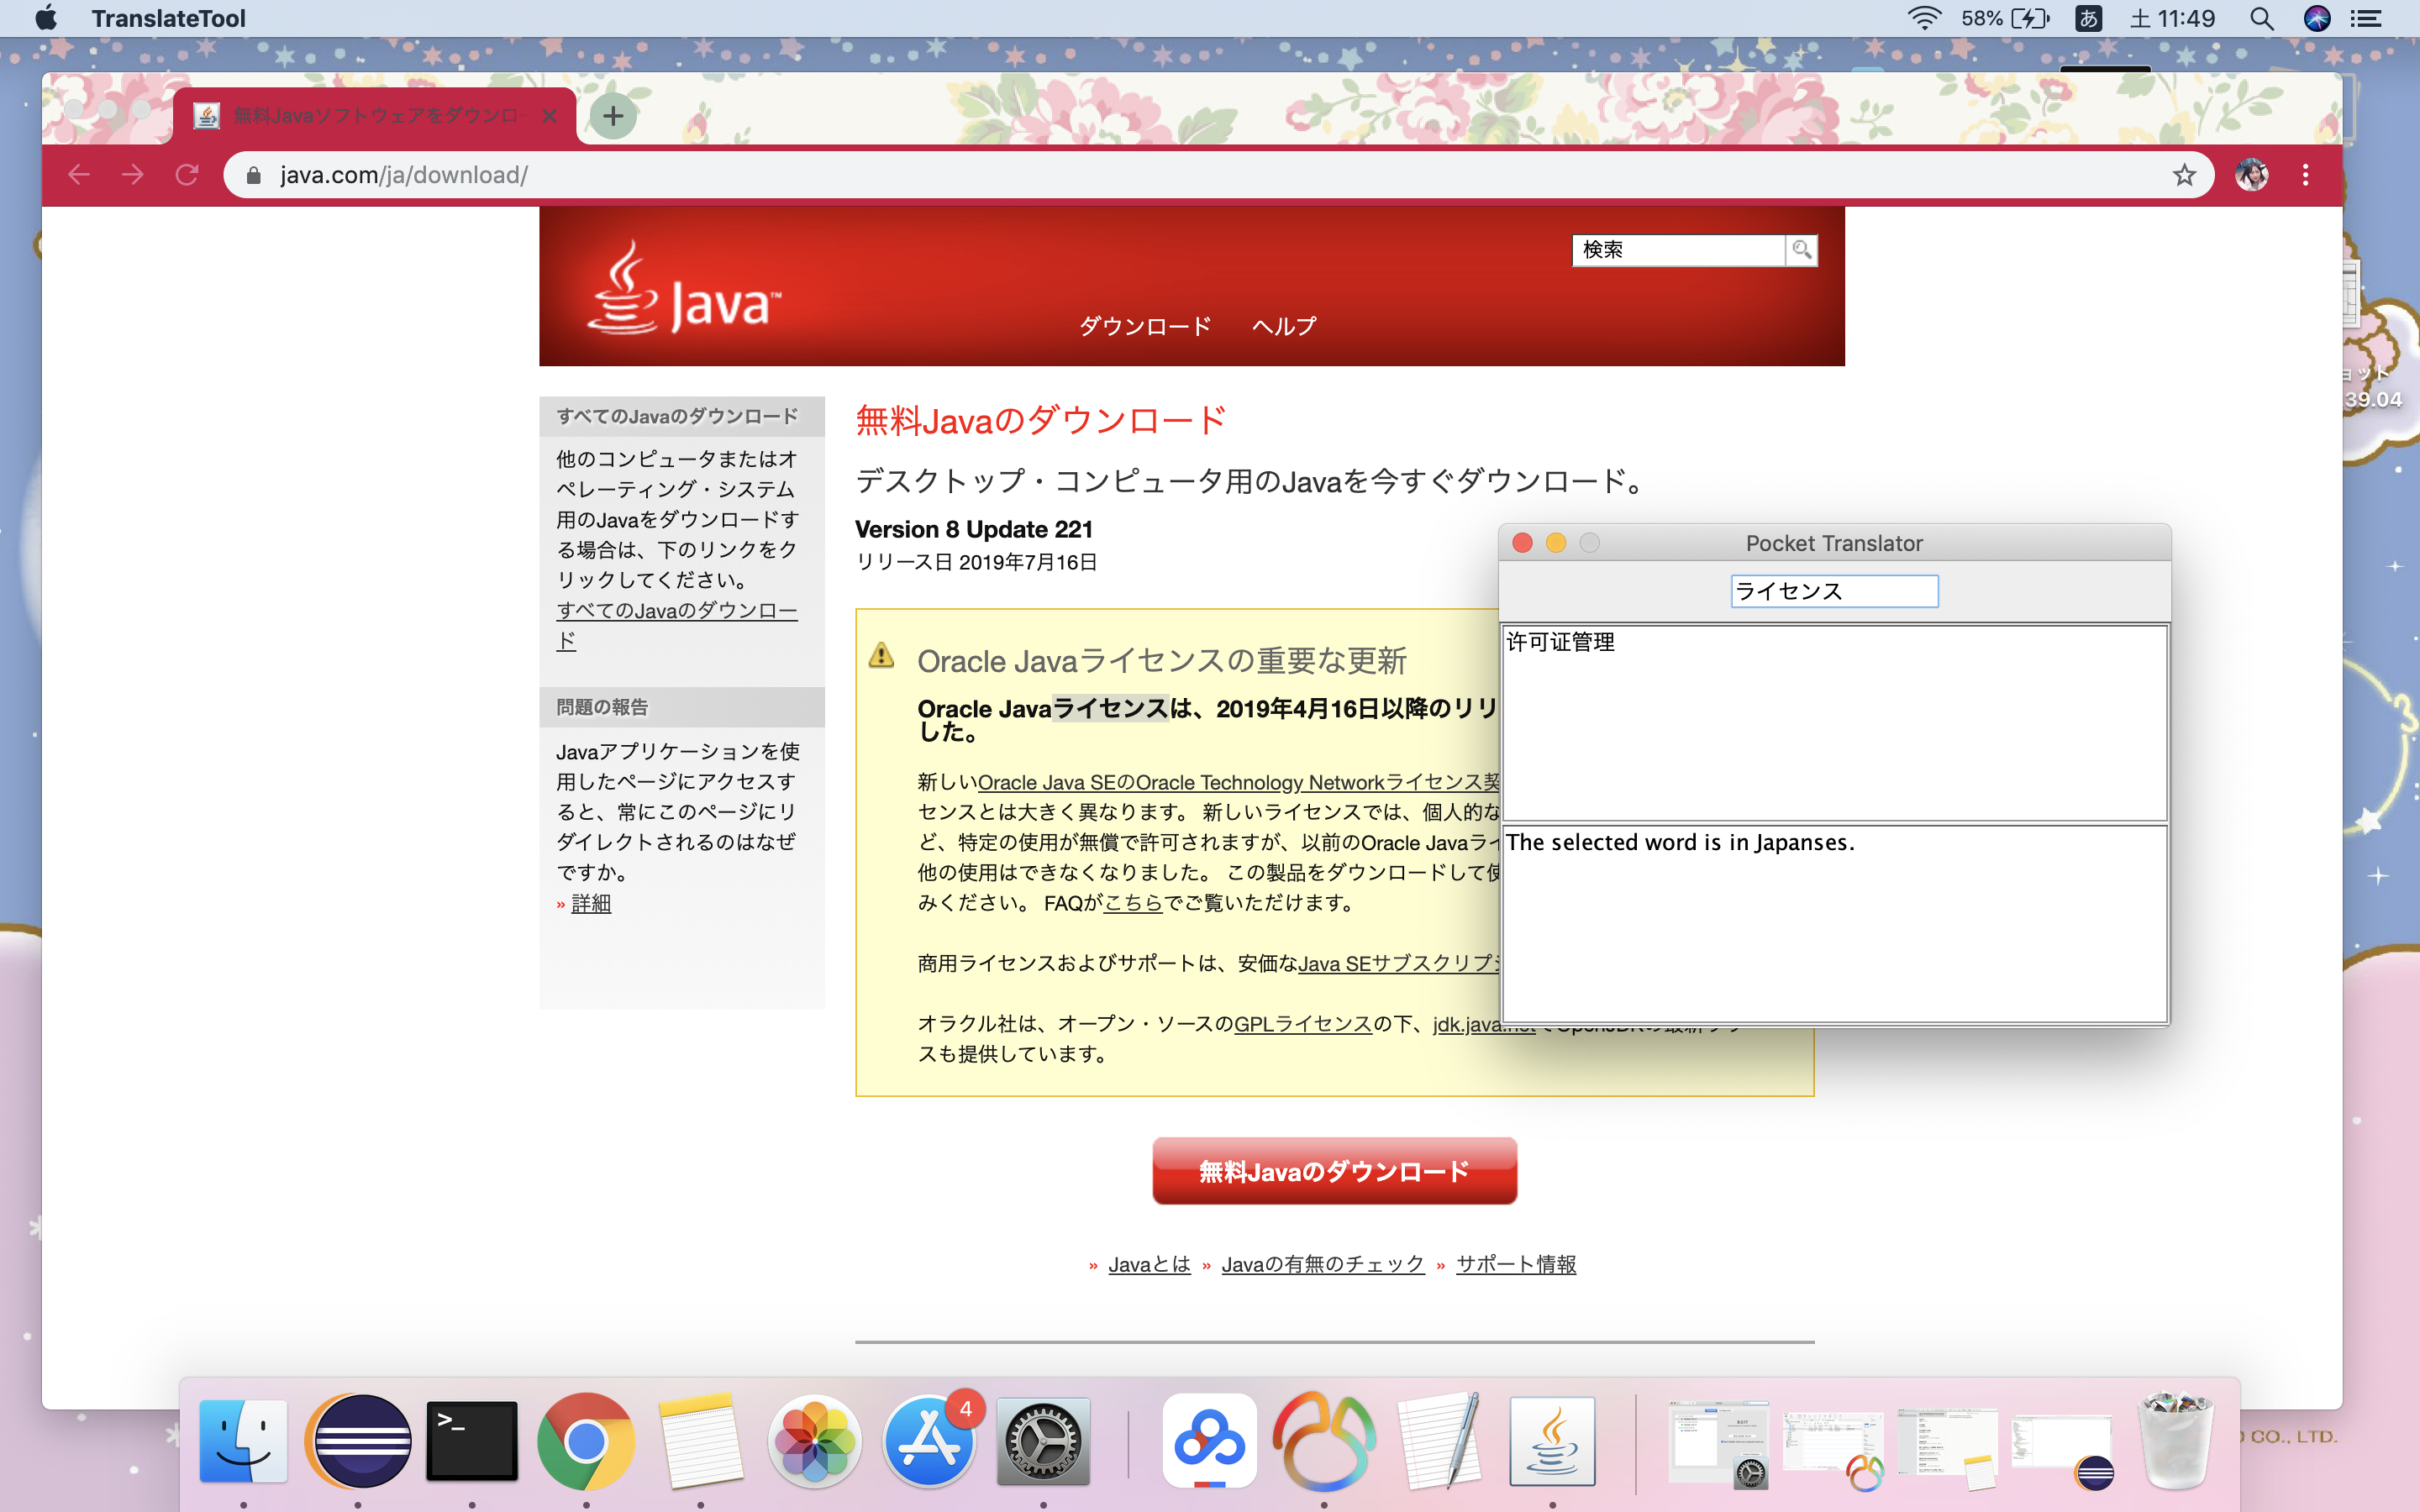 TranslateTool
58%
あ
土 11:49
無料Javaソフトウェアをダウンロー
java.com/ja/download/
検索
Java™
ダウンロード ヘルプ
すべてのJavaのダウンロード
他のコンピュータまたはオ
ペレーティング・システム
用のJavaをダウンロードす
る場合は、下のリンクをク
リックしてください。
すべてのJavaのダウンロー
ド
問題の報告
Javaアプリケーションを使
用したページにアクセスす
ると、常にこのページにリ
ダイレクトされるのはなぜ
ですか。
» 詳細
無料Javaのダウンロード
デスクトップ・コンピュータ用のJavaを今すぐダウンロード。
Version 8 Update 221
リリース日 2019年7月16日
Oracle Javaライセンスの重要な更新
Oracle Javaライセンスは、2019年4月16日以降のリリ
した。
新しいOracle Java SEのOracle Technology Networkライセンス契
センスとは大きく異なります。 新しいライセンスでは、個人的な
ど、特定の使用が無償で許可されますが、以前のOracle Javaライ
他の使用はできなくなりました。 この製品をダウンロードして使
みください。 FAQがこちらでご覧いただけます。
商用ライセンスおよびサポートは、安価なJava SEサブスクリプシ
オラクル社は、オープン・ソースのGPLライセンスの下、jdk.java.net
スも提供しています。
無料Javaのダウンロード
» Javaとは » Javaの有無のチェック » サポート情報
Pocket Translator
ライセンス
许可证管理
The selected word is in Japanses.
ョット
39.04
4
>_
CO., LTD.